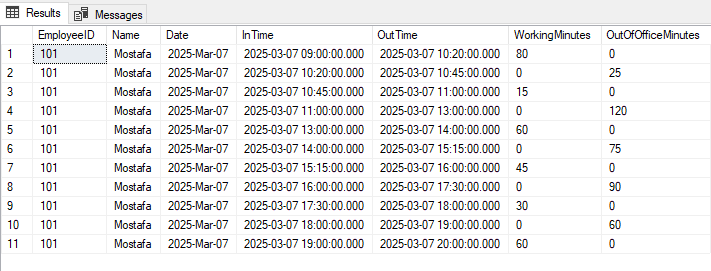 Results Messages
EmployeeID Name Date InTime OutTime WorkingMinutes OutOfOfficeMinutes
1 101 Mostafa 2025-Mar-07 2025-03-07 09:00:00.000 2025-03-07 10:20:00.000 80 0
2 101 Mostafa 2025-Mar-07 2025-03-07 10:20:00.000 2025-03-07 10:45:00.000 0 25
3 101 Mostafa 2025-Mar-07 2025-03-07 10:45:00.000 2025-03-07 11:00:00.000 15 0
4 101 Mostafa 2025-Mar-07 2025-03-07 11:00:00.000 2025-03-07 13:00:00.000 0 120
5 101 Mostafa 2025-Mar-07 2025-03-07 13:00:00.000 2025-03-07 14:00:00.000 60 0
6 101 Mostafa 2025-Mar-07 2025-03-07 14:00:00.000 2025-03-07 15:15:00.000 0 75
7 101 Mostafa 2025-Mar-07 2025-03-07 15:15:00.000 2025-03-07 16:00:00.000 45 0
8 101 Mostafa 2025-Mar-07 2025-03-07 16:00:00.000 2025-03-07 17:30:00.000 0 90
9 101 Mostafa 2025-Mar-07 2025-03-07 17:30:00.000 2025-03-07 18:00:00.000 30 0
10 101 Mostafa 2025-Mar-07 2025-03-07 18:00:00.000 2025-03-07 19:00:00.000 0 60
11 101 Mostafa 2025-Mar-07 2025-03-07 19:00:00.000 2025-03-07 20:00:00.000 60 0